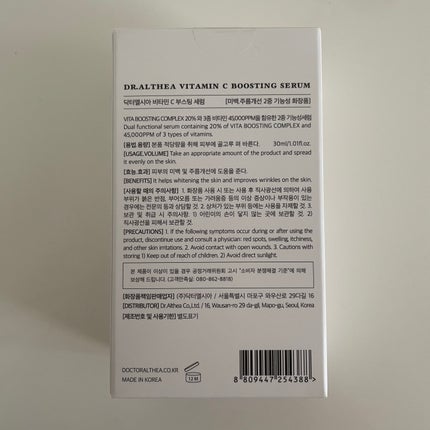 DR.ALTHEA VITAMIN C BOOSTING SERUM
닥터엘시아 비타민 C 부스팅 세럼 [미백,주름개선 2중 기능성 화장품]
VITA BOOSTING COMPLEX 20%와 3종 비타민 45,000PPM을 함유한 2중 기능성세럼
Dual functional serum containing 20% of VITA BOOSTING COMPLEX and
45,000PPM of 3 types of vitamins.
[용법,용량] 본품 적당량을 취해 피부에 골고루 펴 바른다. 30ml/1.01fl.oz.
[USAGE,VOLUME] Take an appropriate amount of the product and spread
it evenly on the skin.
[효능,효과] 피부의 미백 및 주름개선에 도움을 준다.
[BENEFITS] It helps whitening the skin and improves wrinkles on the skin.
[사용할 때의 주의사항] 1. 화장품 사용 시 또는 사용 후 직사광선에 의하여 사용
부위가 붉은 반점, 부어오름 또는 가려움증 등의 이상 증상이나 부작용이 있는
경우에는 전문의 등과 상담할 것. 2. 상처가 있는 부위 등에는 사용을 자제할 것. 3.
보관 및 취급 시 주의사항 1) 어린이의 손이 닿지 않는 곳에 보관할 것. 2)
직사광선을 피해서 보관할 것.
[PRECAUTIONS] 1. If the following symptoms occur during or after using the
product, discontinue use and consult a physician: red spots, swelling, itchiness,
and other skin irritations. 2. Avoid contact with open wounds. 3. Cautions with
storing 1) Keep out of reach of children. 2) Avoid direct sunlight.
본 제품에 이상이 있을 경우 공정거래위원회 고시 "소비자 분쟁해결 기준"에 의해
보상해 드립니다. (고객만족실: 080-862-8818)
[화장품책임판매업자] (주)닥터엘시아 / 서울특별시 마포구 와우산로 29다길 16
[DISTRIBUTOR] Dr.Althea Co.,Ltd. / 16, Wausan-ro 29 da-gil, Mapo-gu, Seoul, Korea
[제조번호 및 사용기한] 별도표기
DOCTORALTHEA.CO.KR
MADE IN KOREA
12 M
8 809447 254388 >